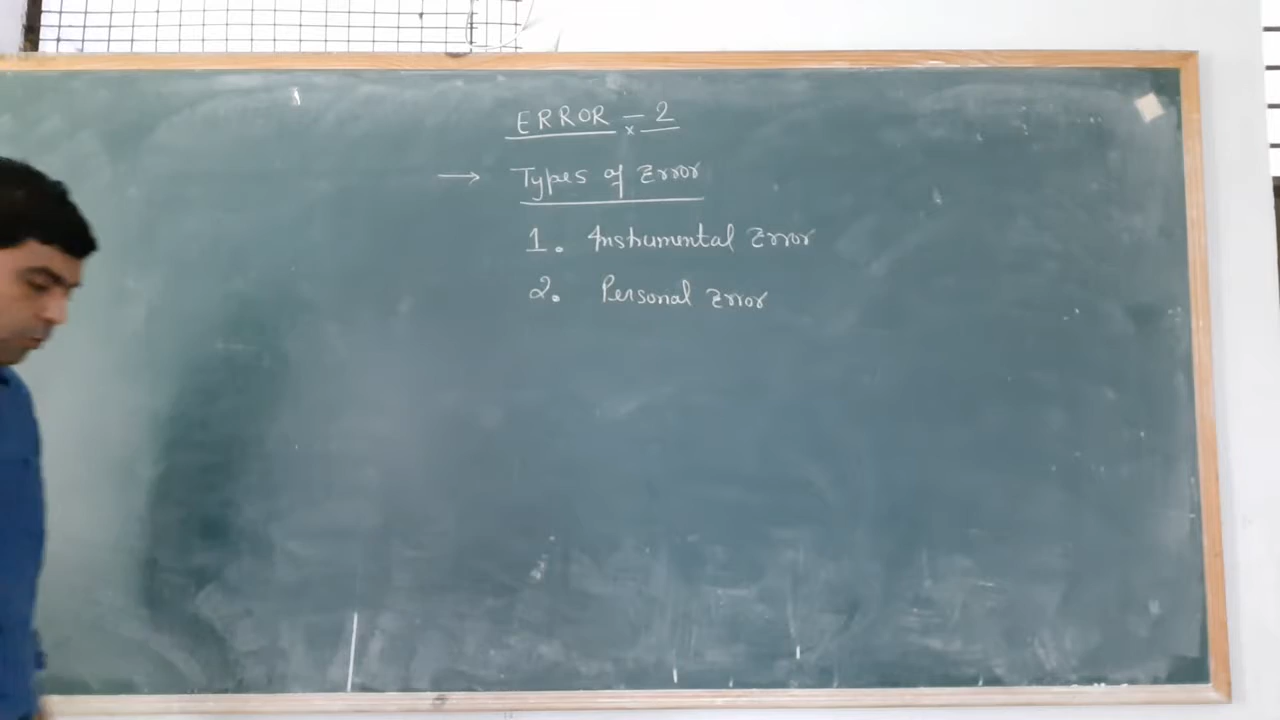 ERROR - 2
→ Types of Error
1. Instrumental Error
2. Personal Error